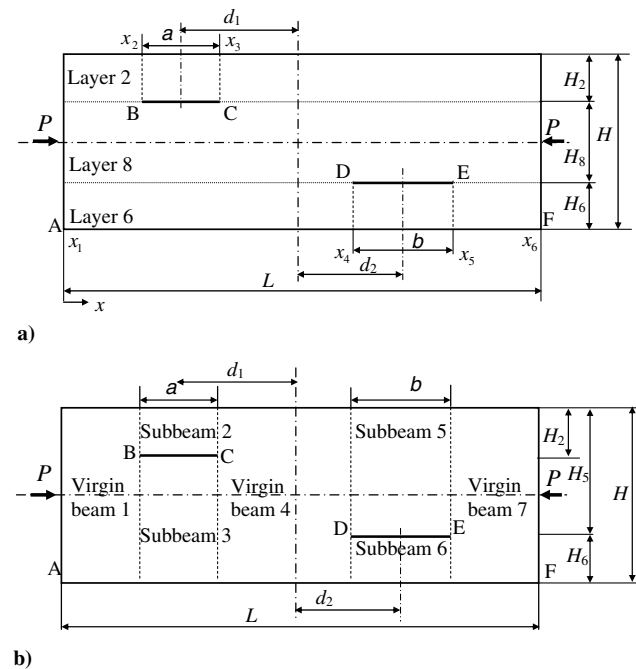 d1
x2 a x3
Layer 2
H2
B C
P
P
H
Layer 8
H8
D E
Layer 6
H6
A
F
x1
x4 b x5
x6
d2
L
x
a)
d1
a
b
Subbeam 2
Subbeam 5
H2
B C
P
Virgin beam 1
Virgin beam 4
Virgin beam 7
P
H5
H
Subbeam 3
D E
Subbeam 6
H6
A
F
d2
L
b)